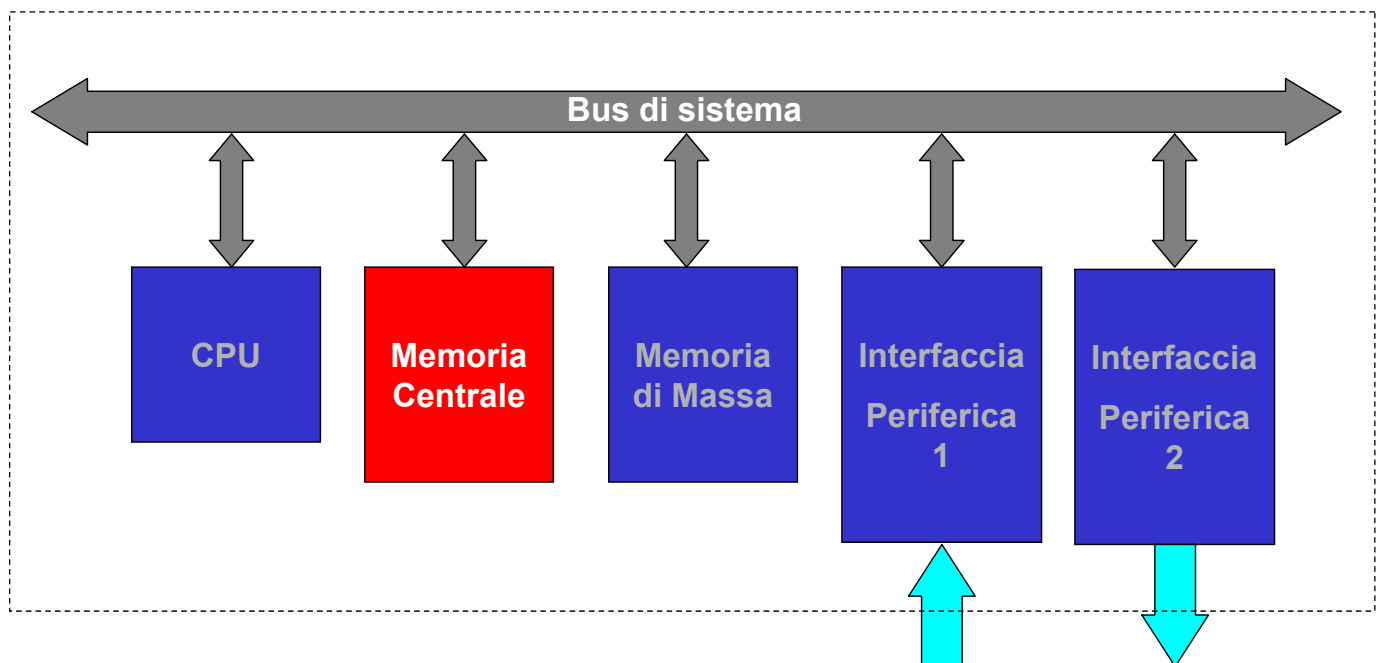 Bus di sistema
CPU
Memoria
Centrale
Memoria
di Massa
Interfaccia
Periferica
1
Interfaccia
Periferica
2